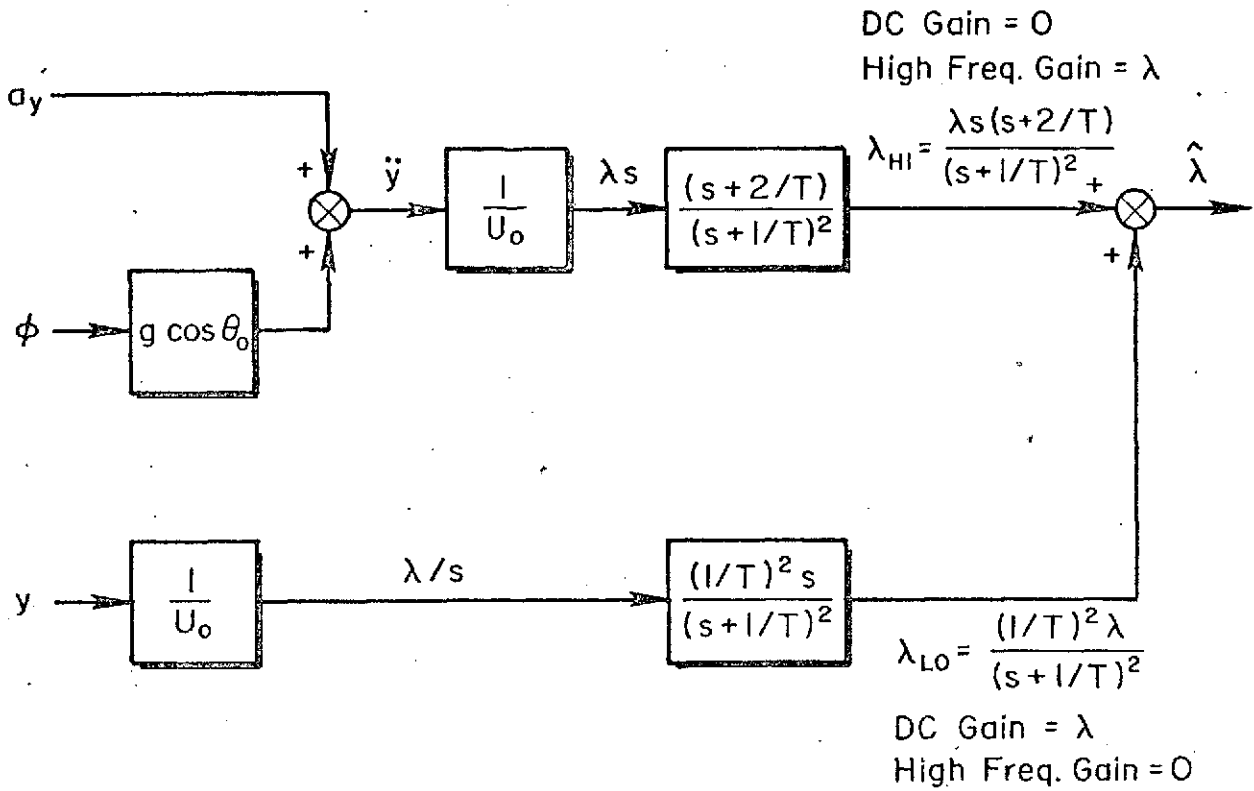 DC Gain = 0
High Freq. Gain = λ
a_y
+
ÿ
1/U_o
λs
(s+2/T)/(s+1/T)²
λ_HI = λs(s+2/T)/(s+1/T)²
+
λ̂
+
+
ϕ
g cos θ_o
y
1/U_o
λ/s
(1/T)² s/(s+1/T)²
λ_LO = (1/T)² λ/(s+1/T)²
DC Gain = λ
High Freq. Gain = 0